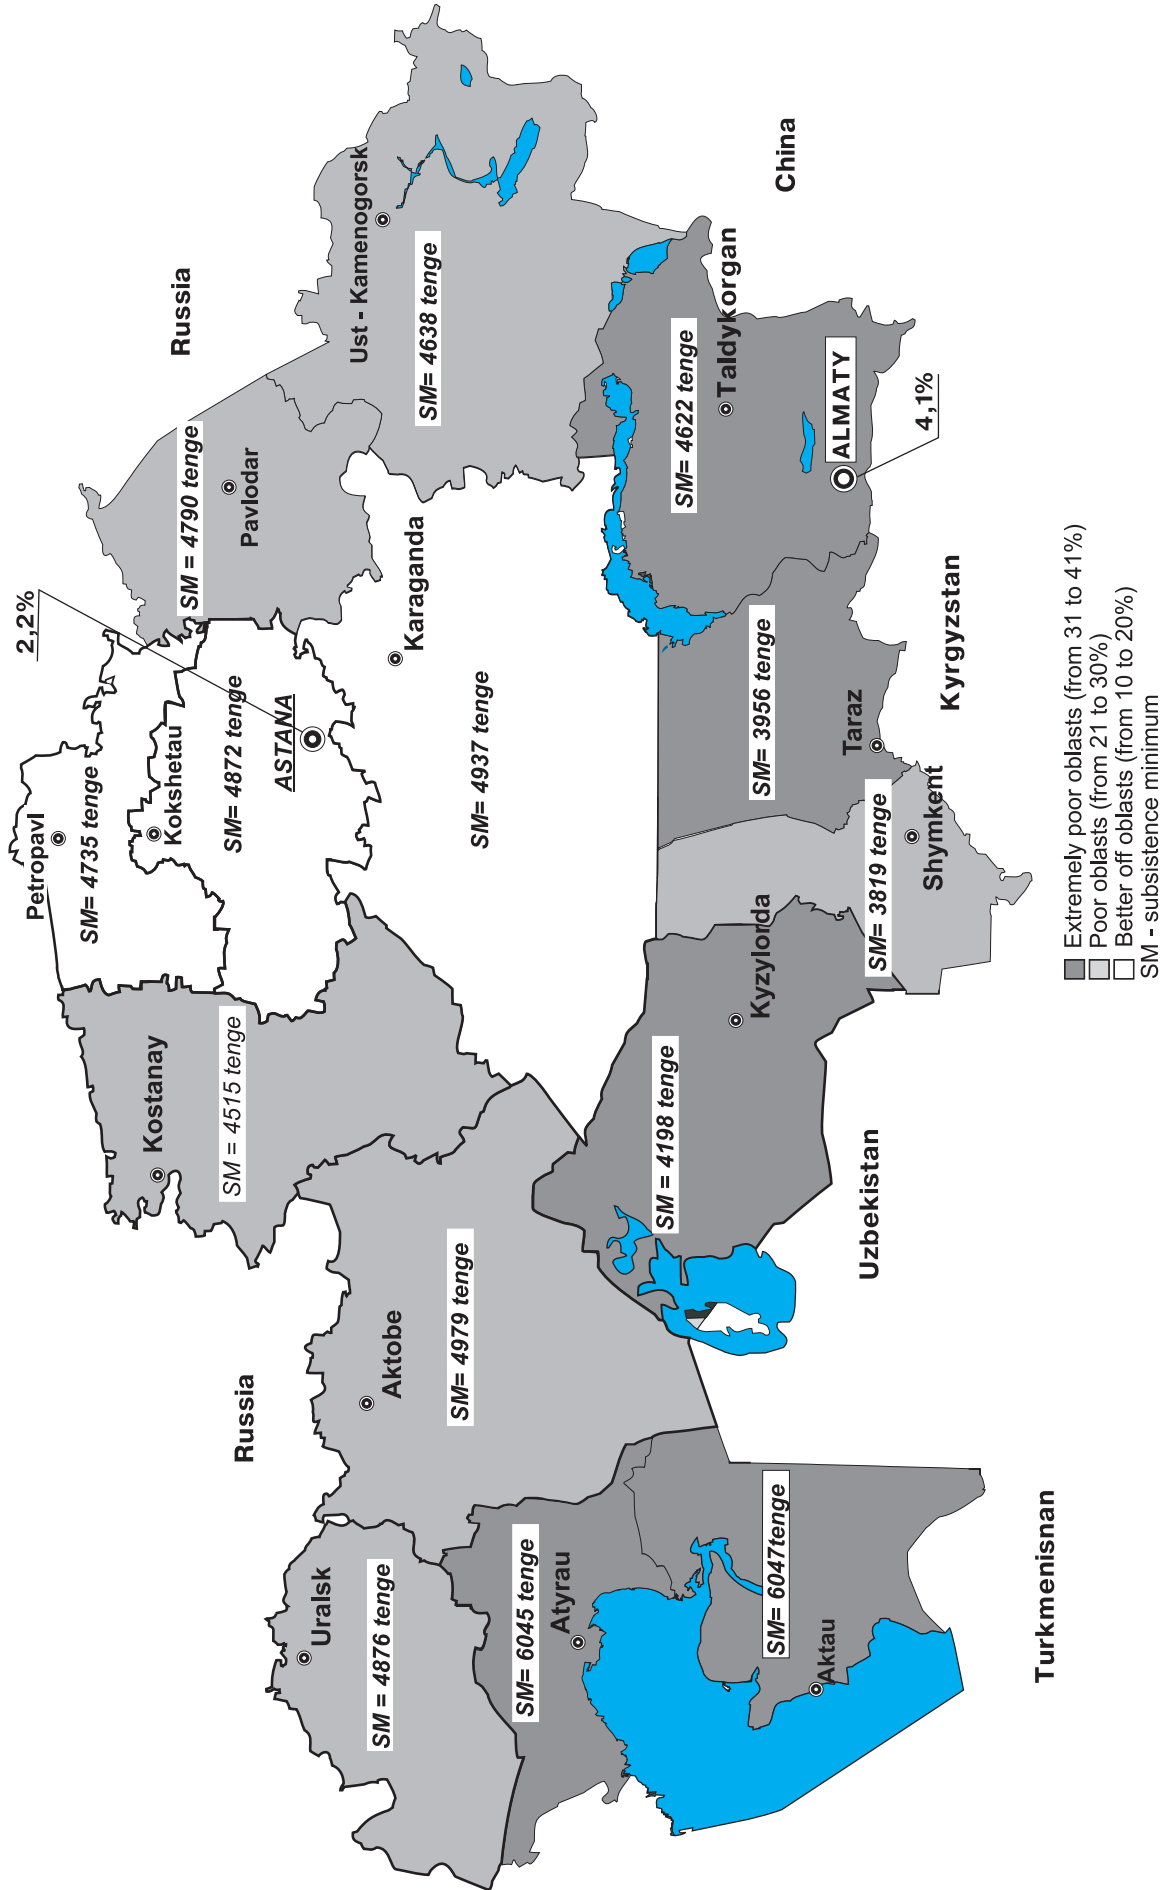 Russia
Russia
China
Kyrgyzstan
Uzbekistan
Turkmenisnan
2,2%
Petropavl
SM= 4735 tenge
Kokshetau
SM= 4872 tenge
ASTANA
Kostanay
SM = 4515 tenge
SM = 4790 tenge
Pavlodar
Ust - Kamenogorsk
SM= 4638 tenge
Karaganda
SM= 4937 tenge
Uralsk
SM = 4876 tenge
Aktobe
SM= 4979 tenge
SM= 6045 tenge
Atyrau
SM= 6047tenge
Aktau
SM = 4198 tenge
Kyzylorda
SM= 3819 tenge
Shymkent
SM= 3956 tenge
Taraz
SM= 4622 tenge
Taldykorgan
ALMATY
4,1%
Extremely poor oblasts (from 31 to 41%)
Poor oblasts (from 21 to 30%)
Better off oblasts (from 10 to 20%)
SM - subsistence minimum